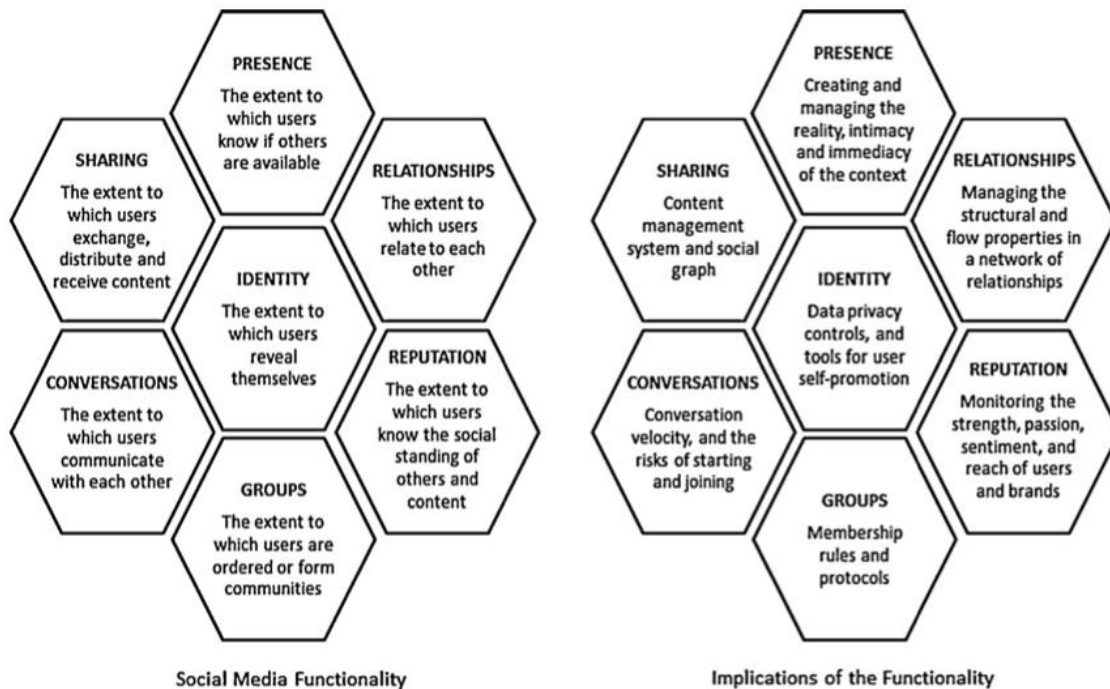 PRESENCE
The extent to
which users
know if others
are available
SHARING
The extent to
which users
exchange,
distribute and
receive content
RELATIONSHIPS
The extent to
which users
relate to each
other
IDENTITY
The extent to
which users
reveal
themselves
CONVERSATIONS
The extent to
which users
communicate
with each other
REPUTATION
The extent to
which users
know the social
standing of
others and
content
GROUPS
The extent to
which users are
ordered or form
communities
Social Media Functionality
PRESENCE
Creating and
managing the
reality, intimacy
and immediacy
of the context
SHARING
Content
management
system and social
graph
RELATIONSHIPS
Managing the
structural and
flow properties in
a network of
relationships
IDENTITY
Data privacy
controls, and
tools for user
self-promotion
CONVERSATIONS
Conversation
velocity, and the
risks of starting
and joining
REPUTATION
Monitoring the
strength, passion,
sentiment, and
reach of users
and brands
GROUPS
Membership
rules and
protocols
Implications of the Functionality